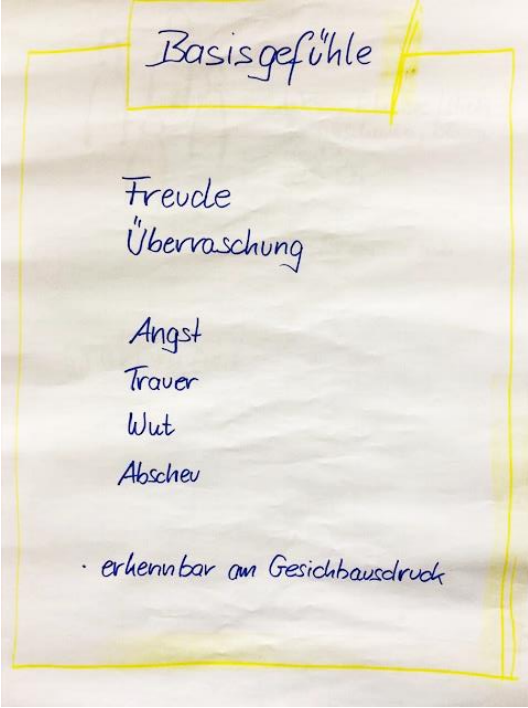 Basisgefühle
Freude
Überraschung
Angst
Trauer
Wut
Abscheu
· erkennbar am Gesichtsausdruck